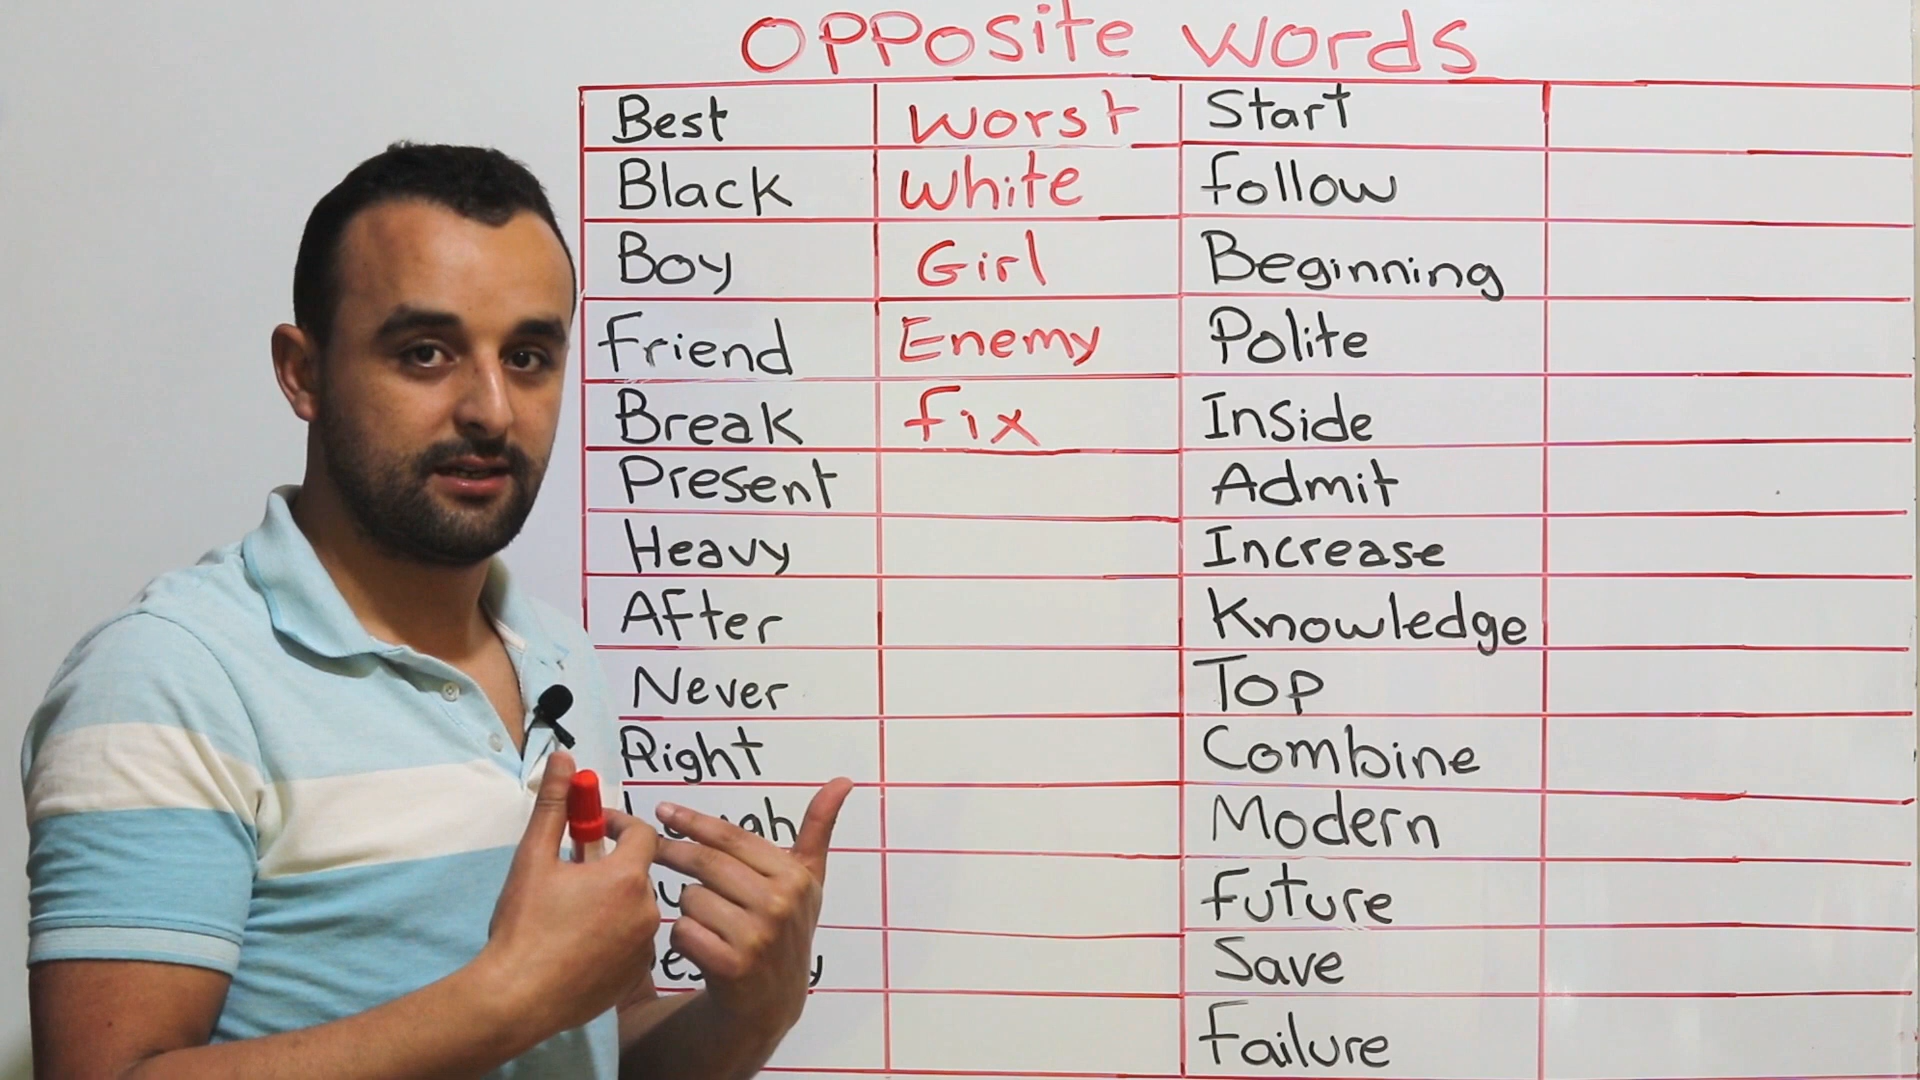 Opposite Words
Best Worst Start
Black White follow
Boy Girl Beginning
Friend Enemy Polite
Break fix Inside
Present Admit
Heavy Increase
After Knowledge
Never Top
Right Combine
Laugh Modern
future
Save
failure